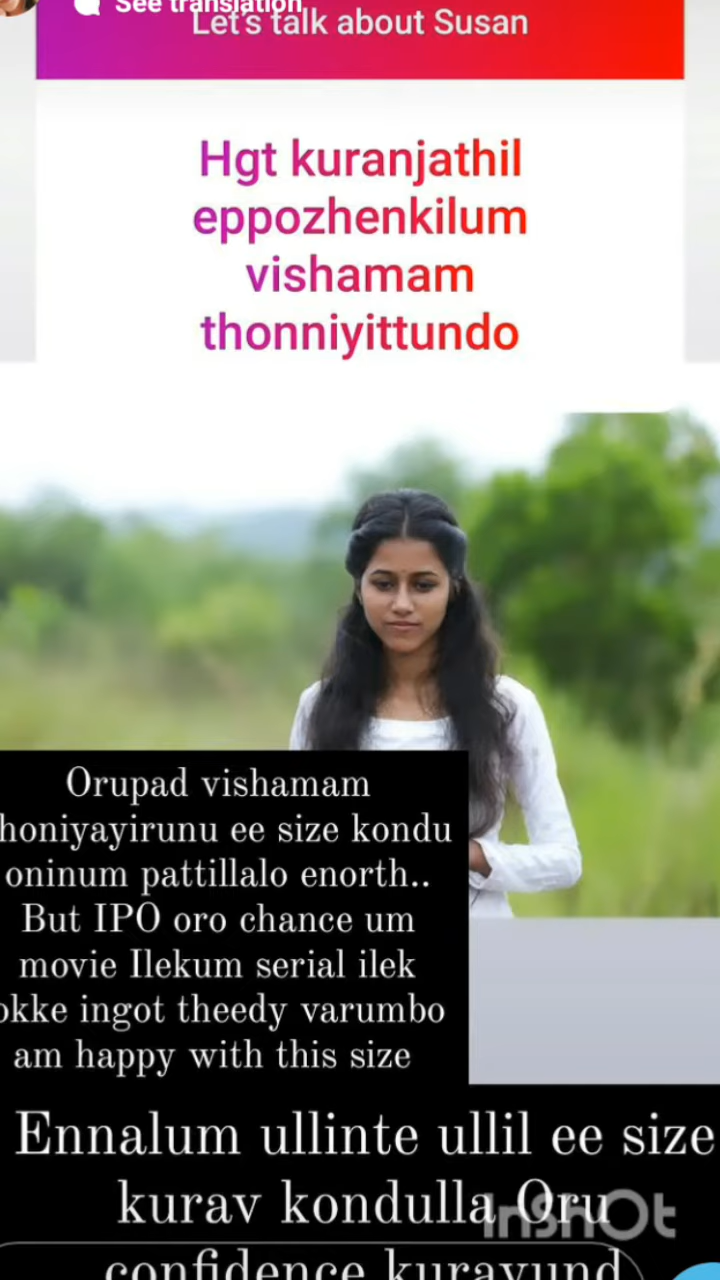 See translation
Let's talk about Susan
Hgt kuranjathil
eppozhenkilum
vishamam
thonniyittundo
Orupad vishamam
honiyayirunu ee size kondu
oninum pattillalo enorth..
But IPO oro chance um
movie Ilekum serial ilek
okke ingot theedy varumbo
am happy with this size
Ennalum ullinte ullil ee size
kurav kondulla Oru
InShOt
confidence kuravund